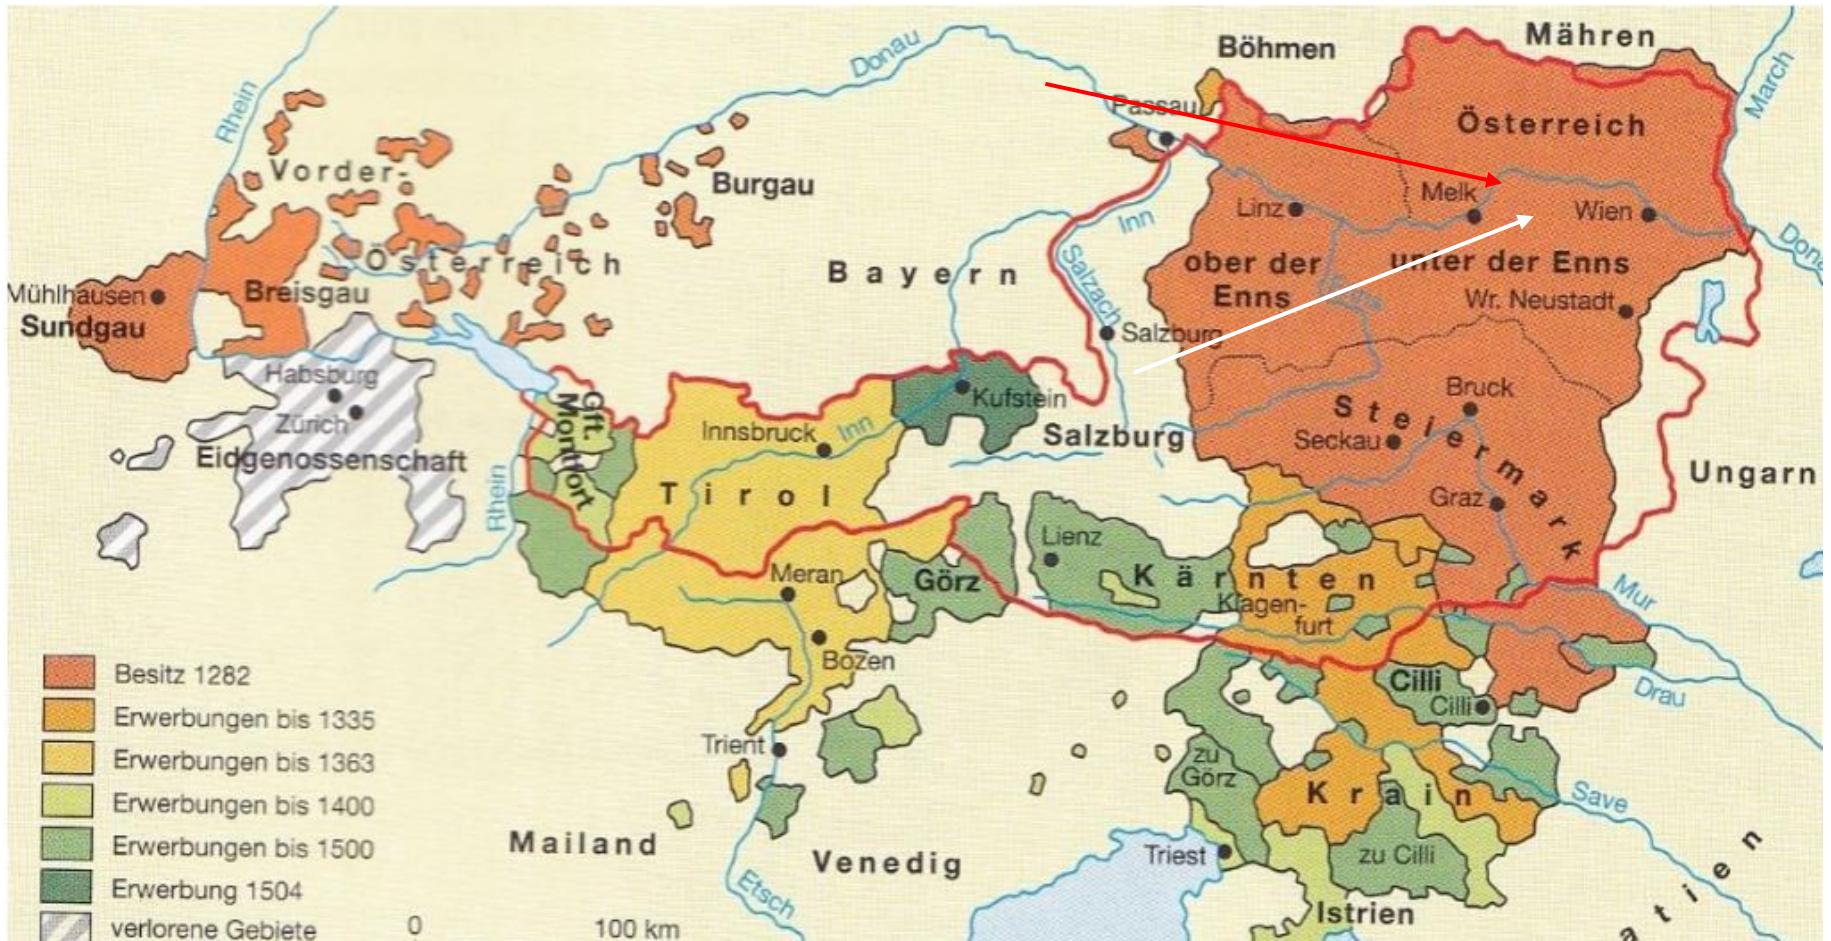 Mähren
Böhmen
Donau
Rhein
March
Passau
Österreich
Vorder-
Burgau
Melk
Linz
Wien
Inn
Donau
Österreich
Bayern
Salzach
ober der
Enns
unter der Enns
Enns
Mühlhausen
Sundgau
Breisgau
Wr. Neustadt
Salzburg
Habsburg
Zürich
Kufstein
Bruck
Gft.
Montfort
Innsbruck
Inn
Salzburg
Steiermark
Seckau
Eidgenossenschaft
Ungarn
Rhein
Tirol
Graz
Lienz
Meran
Görz
Kärnten
Klagen-
furt
Mur
Bozen
Cilli
Cilli
Drau
Trient
zu
Görz
Krain
Save
Mailand
Venedig
Triest
zu Cilli
Etsch
Istrien
atien
Besitz 1282
Erwerbungen bis 1335
Erwerbungen bis 1363
Erwerbungen bis 1400
Erwerbungen bis 1500
Erwerbung 1504
verlorene Gebiete
0 100 km